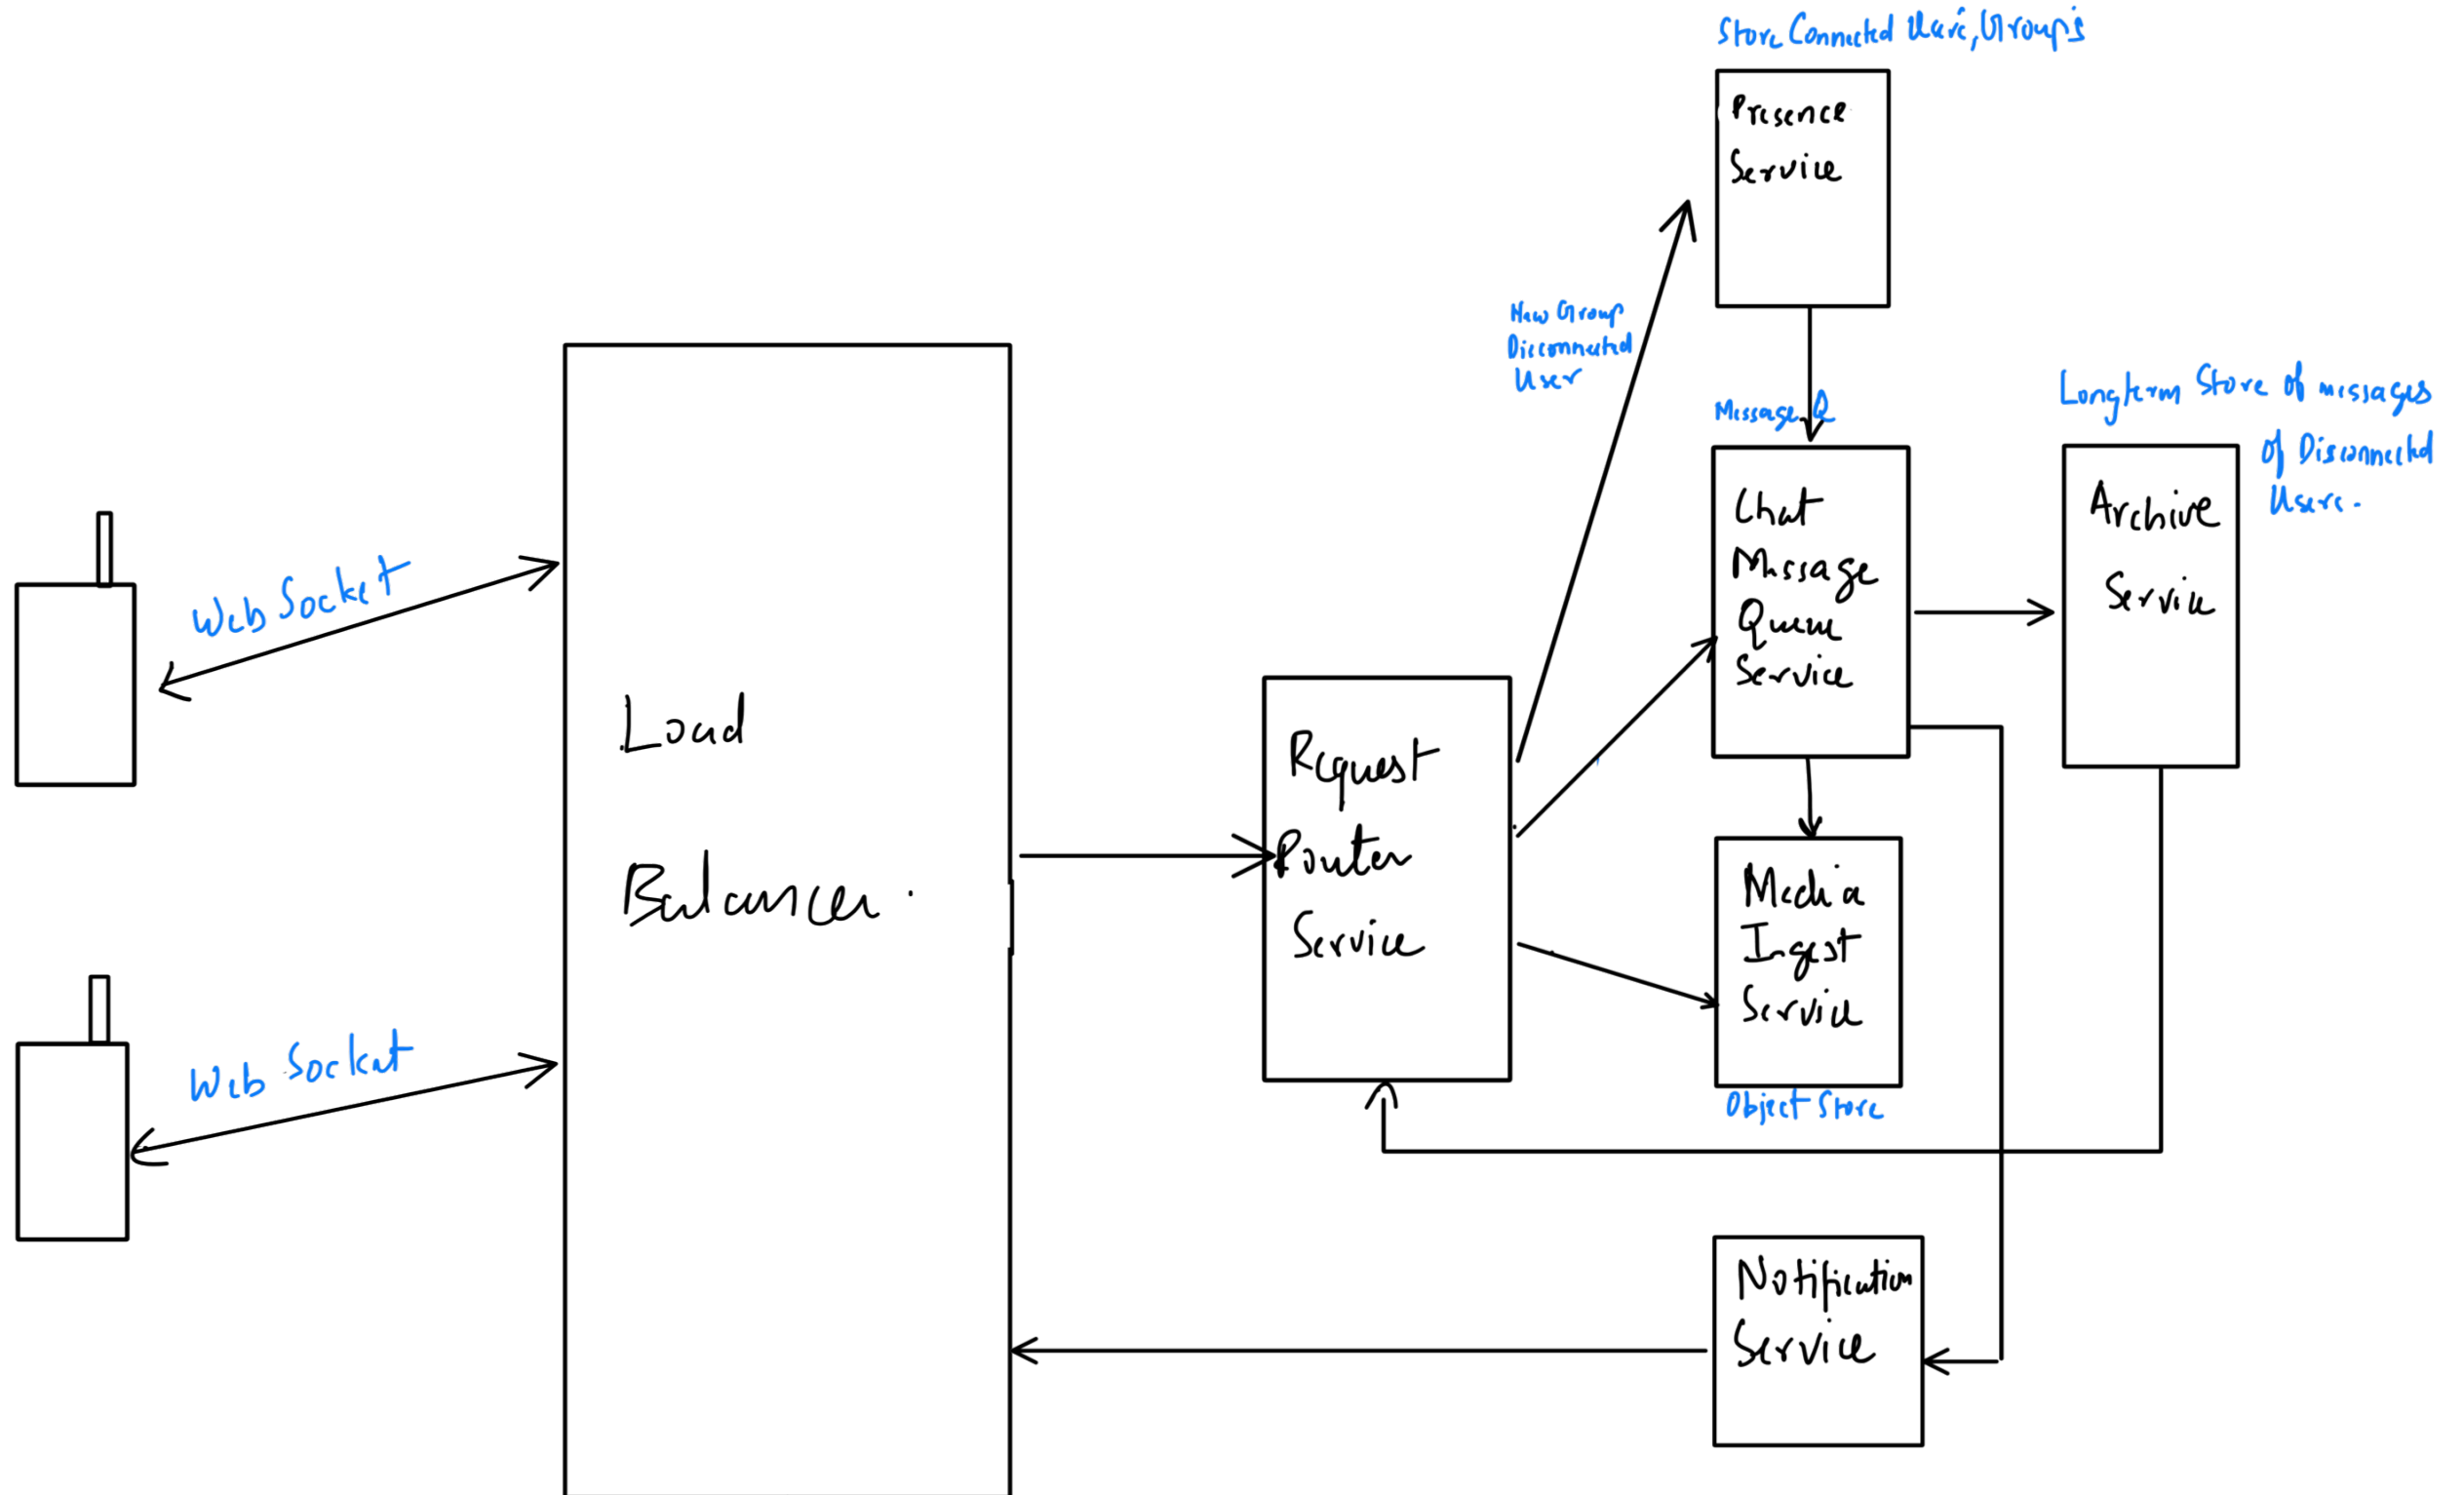 Store Connected Users, Groups
Presence
Service
New Group
Disconnected
User
Message Q
Chat
Message
Queue
Service
Longterm Store of messages
of Disconnected
Users.
Archive
Service
Web Socket
Load
Balancer.
Request
Router
Service
Media
Ingest
Service
Object Store
Web Socket
Notification
Service